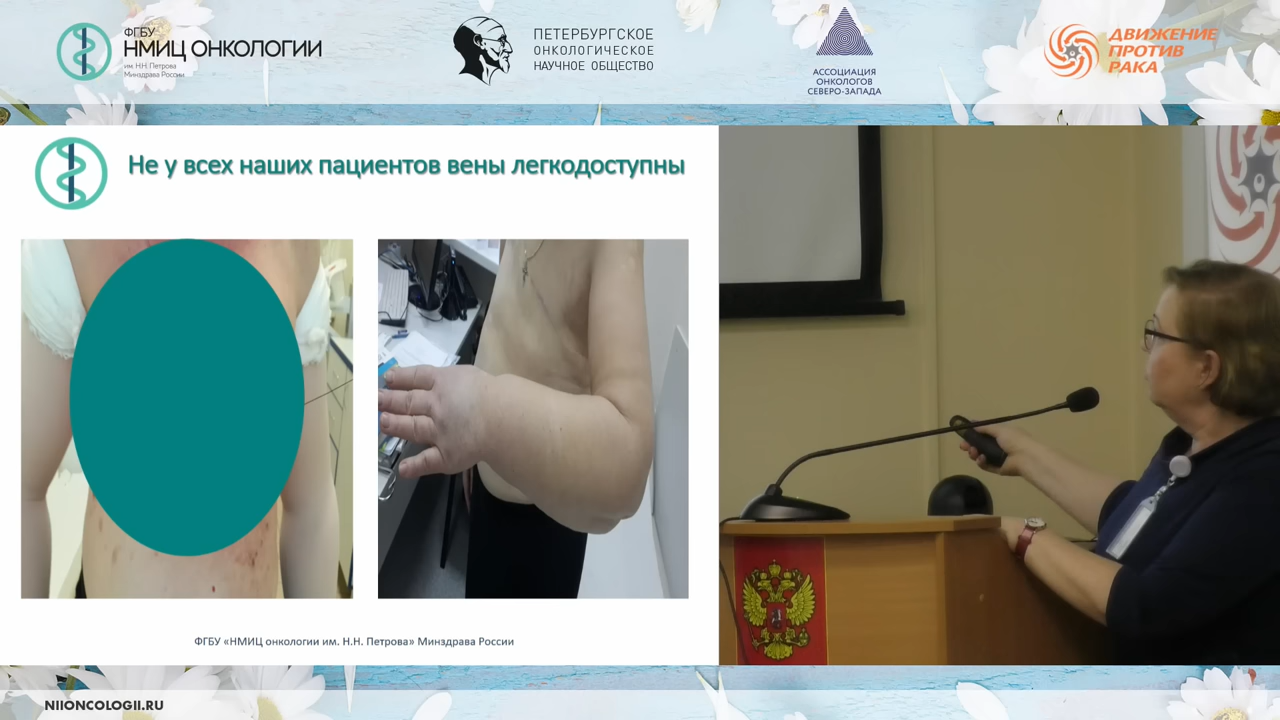 ФГБУ
НМИЦ ОНКОЛОГИИ
им. Н.Н. Петрова
Минздрава России
ПЕТЕРБУРГСКОЕ
ОНКОЛОГИЧЕСКОЕ
НАУЧНОЕ ОБЩЕСТВО
АССОЦИАЦИЯ
ОНКОЛОГОВ
СЕВЕРО-ЗАПАДА
ДВИЖЕНИЕ
ПРОТИВ
РАКА
Не у всех наших пациентов вены легкодоступны
ФГБУ «НМИЦ онкологии им. Н.Н. Петрова» Минздрава России
NIIONCOLOGII.RU